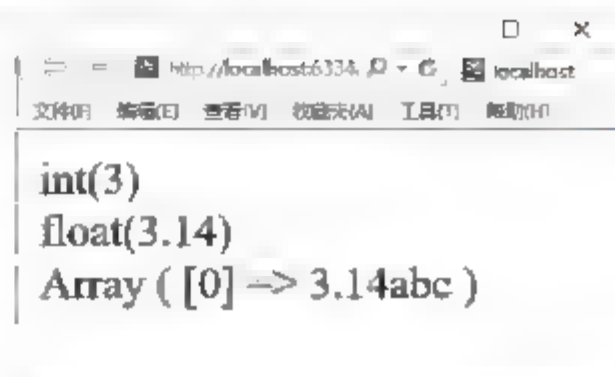 http://localhost:6334 localhost
文件(F) 编辑(E) 查看(V) 收藏夹(A) 工具(T) 帮助(H)
int(3)
float(3.14)
Array ( [0] => 3.14abc )